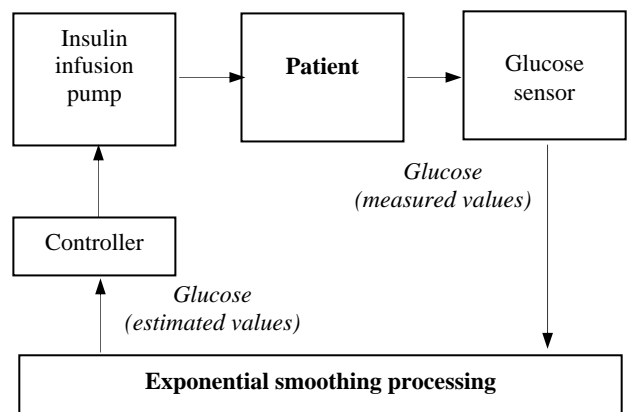 Insulin
infusion
pump
Patient
Glucose
sensor
Glucose
(measured values)
Controller
Glucose
(estimated values)
Exponential smoothing processing